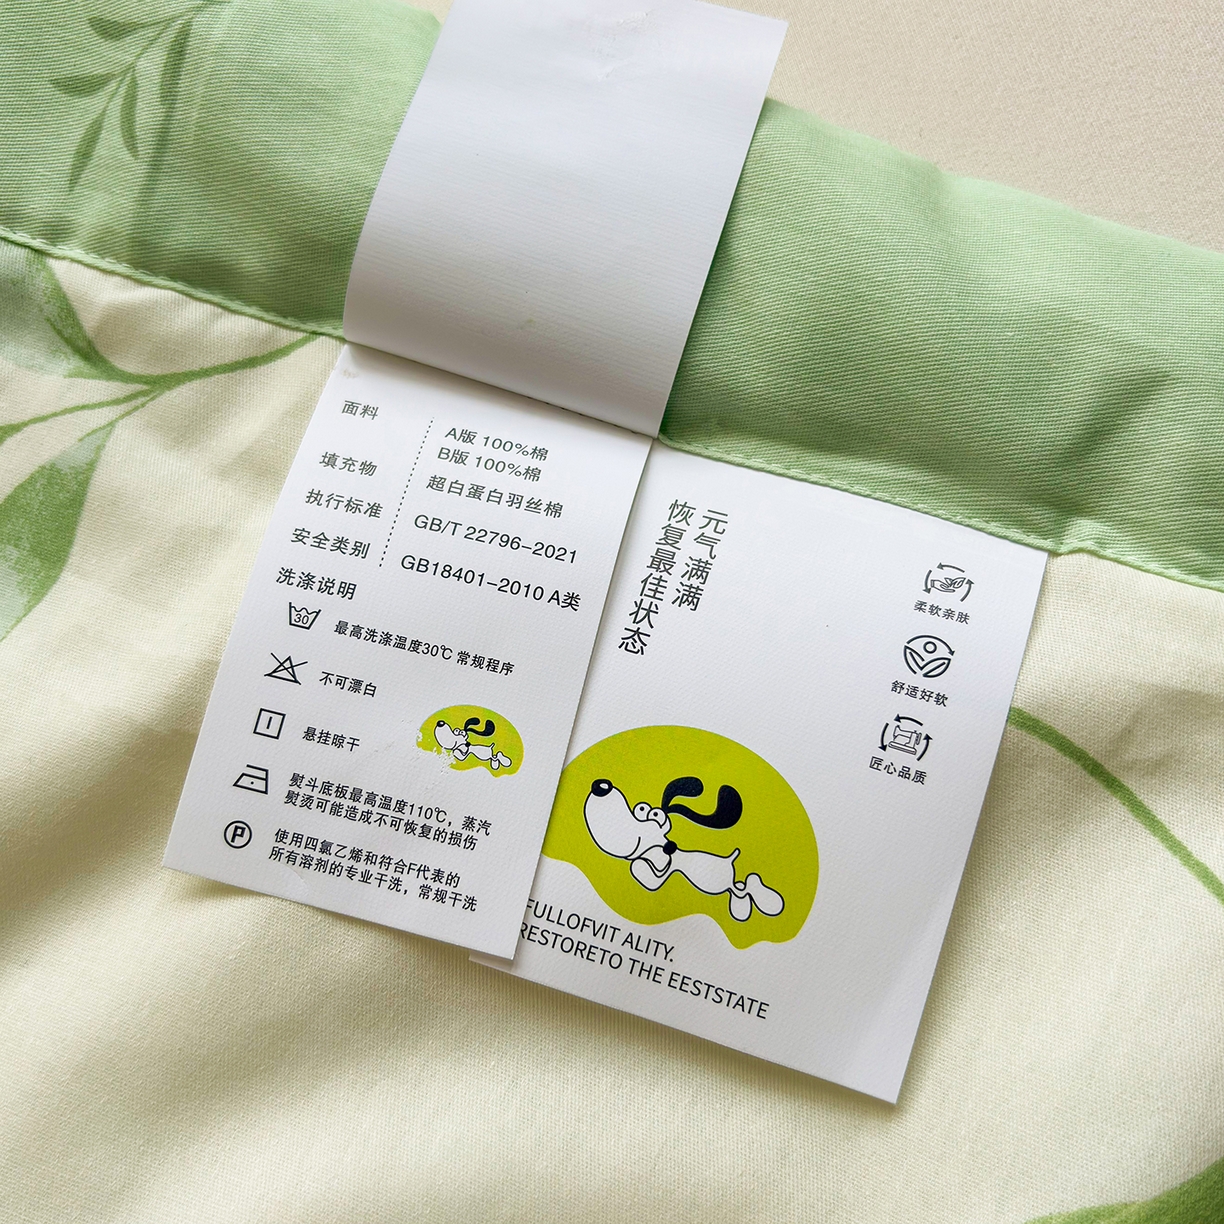 面料
A版 100%棉
B版 100%棉
填充物
超白蛋白羽丝棉
执行标准
GB/T 22796-2021
安全类别
GB18401-2010 A类
洗涤说明
30
最高洗涤温度30℃ 常规程序
不可漂白
悬挂晾干
熨斗底板最高温度110℃，蒸汽
熨烫可能造成不可恢复的损伤
P
使用四氯乙烯和符合F代表的
所有溶剂的专业干洗，常规干洗
元气满满
恢复最佳状态
柔软亲肤
舒适好软
匠心品质
FULLOFVIT ALITY.
RESTORETO THE EESTSTATE